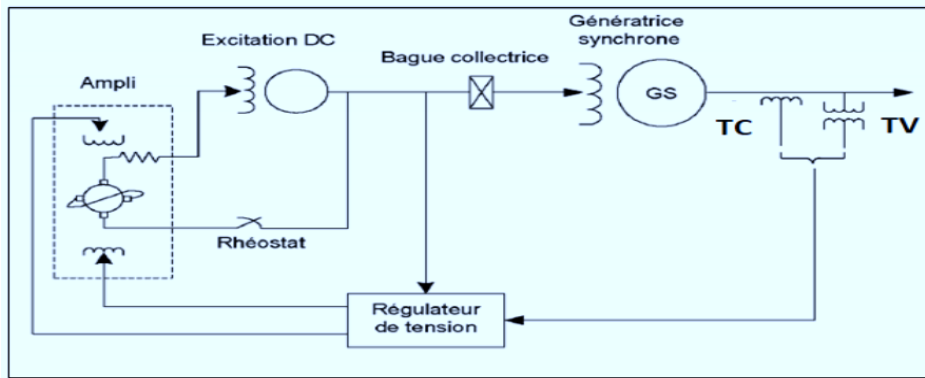 Génératrice
synchrone
Excitation DC
Bague collectrice
Ampli
GS
TC
TV
Rhéostat
Régulateur
de tension